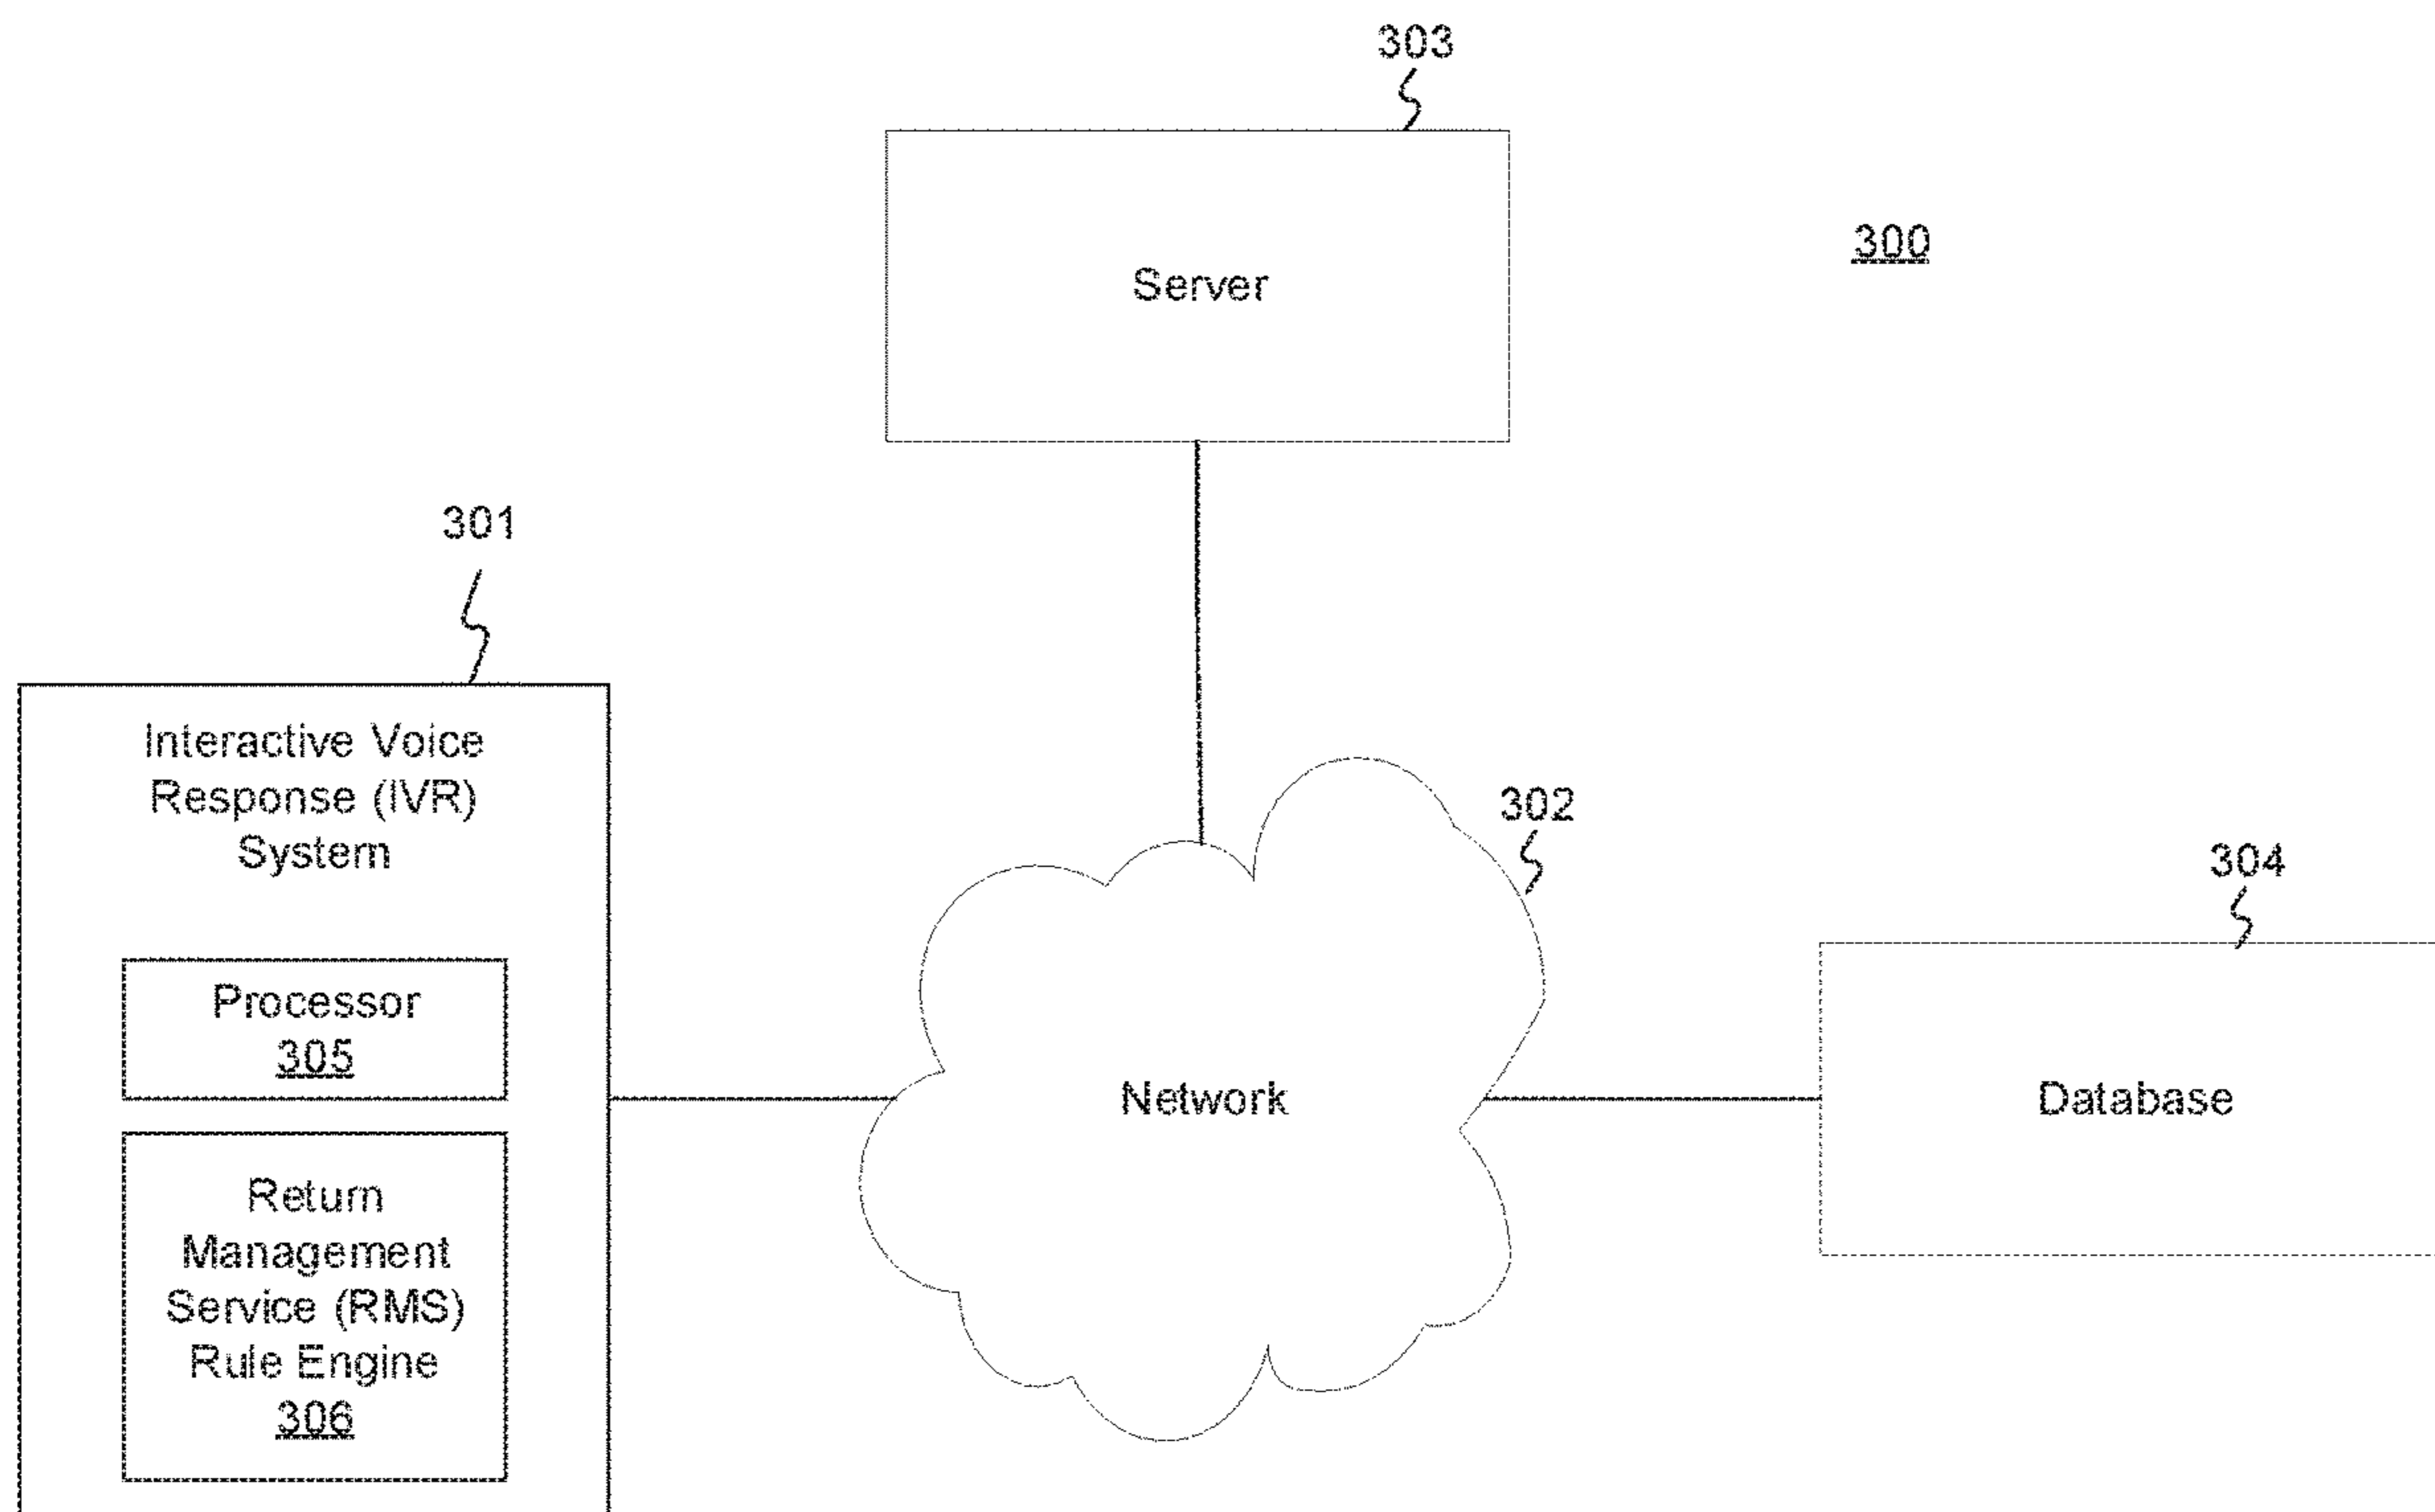 303
Server
300
301
Interactive Voice
Response (IVR)
System
302
304
Processor
305
Network
Database
Return
Management
Service (RMS)
Rule Engine
306